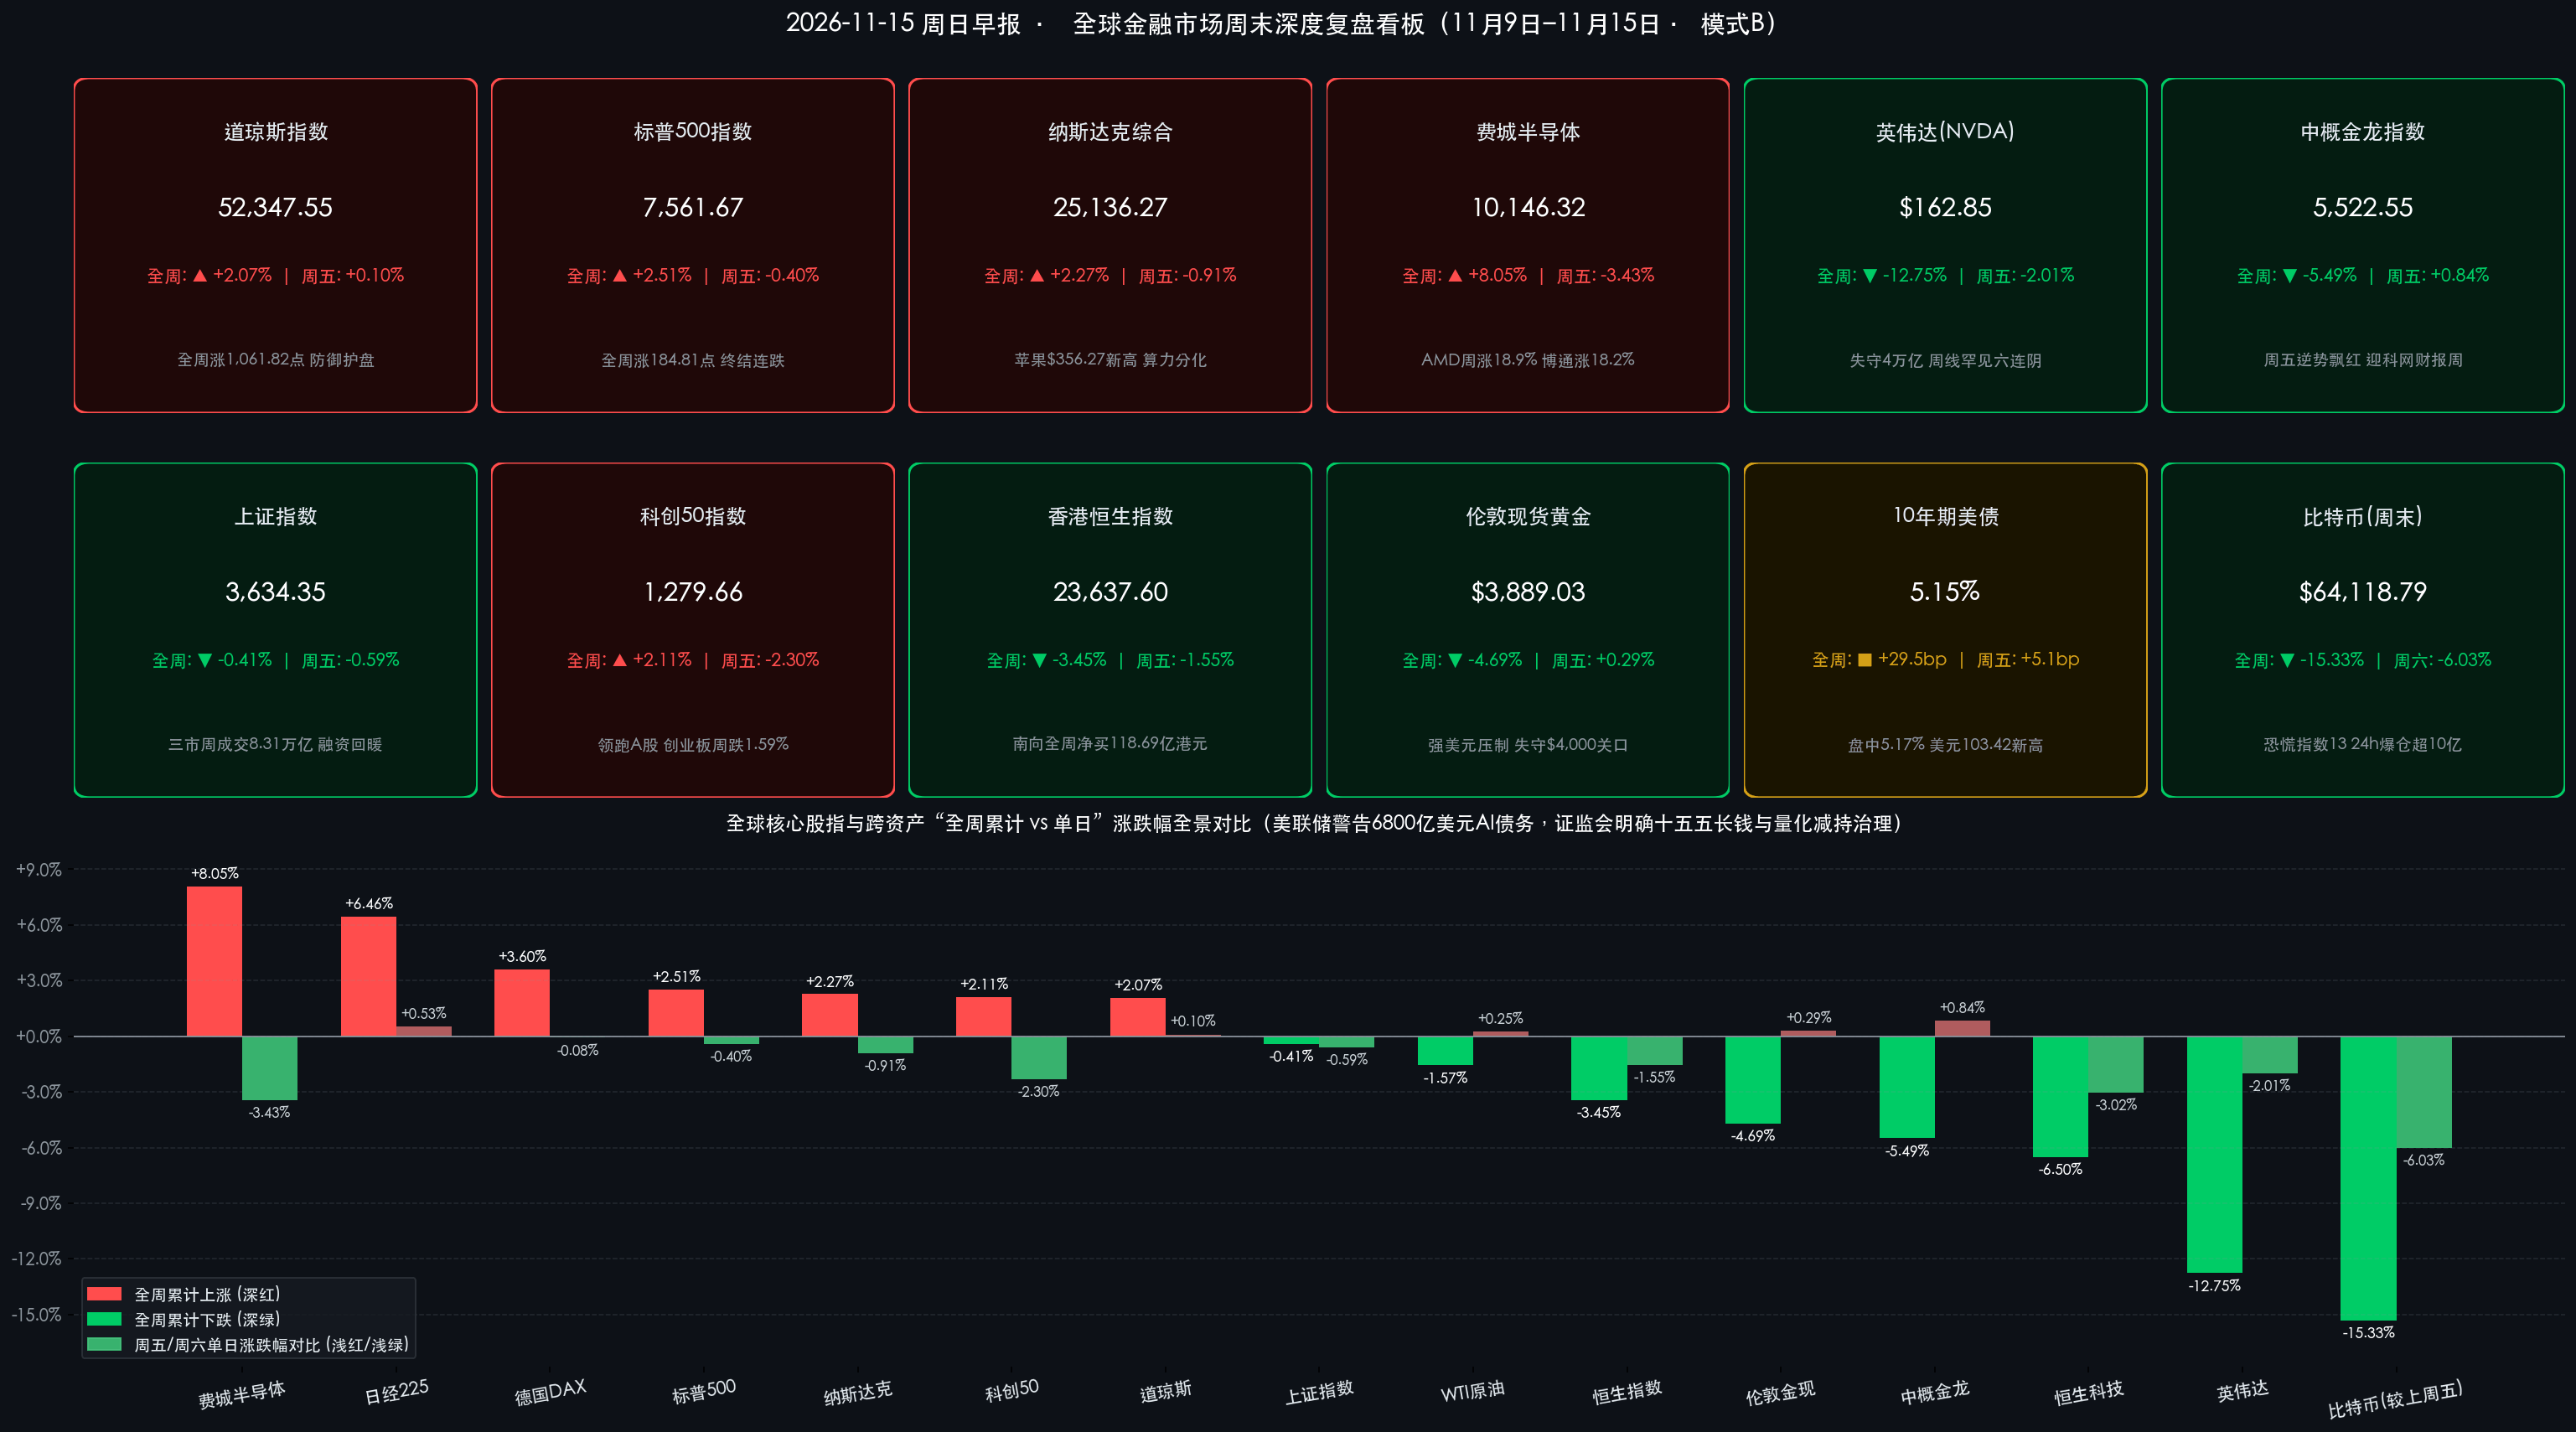 2026-11-15 周日早报 · 全球金融市场周末深度复盘看板（11月9日—11月15日 · 模式B）
道琼斯指数
52,347.55
全周: ▲ +2.07% | 周五: +0.10%
全周涨1,061.82点 防御护盘
标普500指数
7,561.67
全周: ▲ +2.51% | 周五: -0.40%
全周涨184.81点 终结连跌
纳斯达克综合
25,136.27
全周: ▲ +2.27% | 周五: -0.91%
苹果$356.27新高 算力分化
费城半导体
10,146.32
全周: ▲ +8.05% | 周五: -3.43%
AMD周涨18.9% 博通涨18.2%
英伟达(NVDA)
$162.85
全周: ▼ -12.75% | 周五: -2.01%
失守4万亿 周线罕见六连阴
中概金龙指数
5,522.55
全周: ▼ -5.49% | 周五: +0.84%
周五逆势飘红 迎科网财报周
上证指数
3,634.35
全周: ▼ -0.41% | 周五: -0.59%
三市周成交8.31万亿 融资回暖
科创50指数
1,279.66
全周: ▲ +2.11% | 周五: -2.30%
领跑A股 创业板周跌1.59%
香港恒生指数
23,637.60
全周: ▼ -3.45% | 周五: -1.55%
南向全周净买118.69亿港元
伦敦现货黄金
$3,889.03
全周: ▼ -4.69% | 周五: +0.29%
强美元压制 失守$4,000关口
10年期美债
5.15%
全周: ■ +29.5bp | 周五: +5.1bp
盘中5.17% 美元103.42新高
比特币(周末)
$64,118.79
全周: ▼ -15.33% | 周六: -6.03%
恐慌指数13 24h爆仓超10亿
全球核心股指与跨资产“全周累计 vs 单日”涨跌幅全景对比（美联储警告6800亿美元AI债务，证监会明确十五五长钱与量化减持治理）
+9.0%
+6.0%
+3.0%
+0.0%
-3.0%
-6.0%
-9.0%
-12.0%
-15.0%
+8.05%
-3.43%
+6.46%
+0.53%
+3.60%
-0.08%
+2.51%
-0.40%
+2.27%
-0.91%
+2.11%
-2.30%
+2.07%
+0.10%
-0.41%
-0.59%
-1.57%
+0.25%
-3.45%
-1.55%
-4.69%
+0.29%
-5.49%
+0.84%
-6.50%
-3.02%
-12.75%
-2.01%
-15.33%
-6.03%
全周累计上涨 (深红)
全周累计下跌 (深绿)
周五/周六单日涨跌幅对比 (浅红/浅绿)
费城半导体
日经225
德国DAX
标普500
纳斯达克
科创50
道琼斯
上证指数
WTI原油
恒生指数
伦敦金现
中概金龙
恒生科技
英伟达
比特币(较上周五)